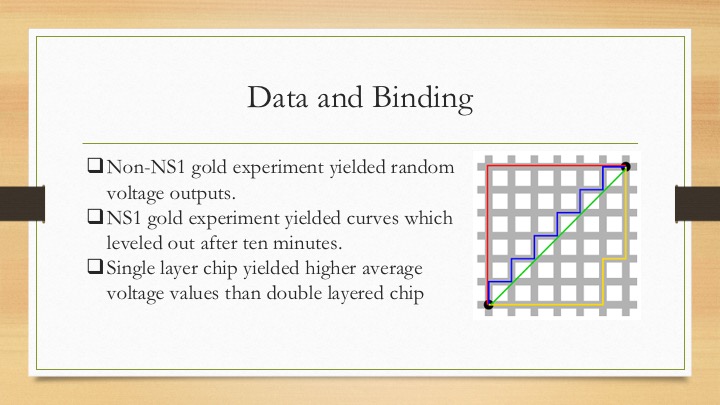 Data and Binding
❑Non-NS1 gold experiment yielded random
voltage outputs.
❑NS1 gold experiment yielded curves which
leveled out after ten minutes.
❑Single layer chip yielded higher average
voltage values than double layered chip